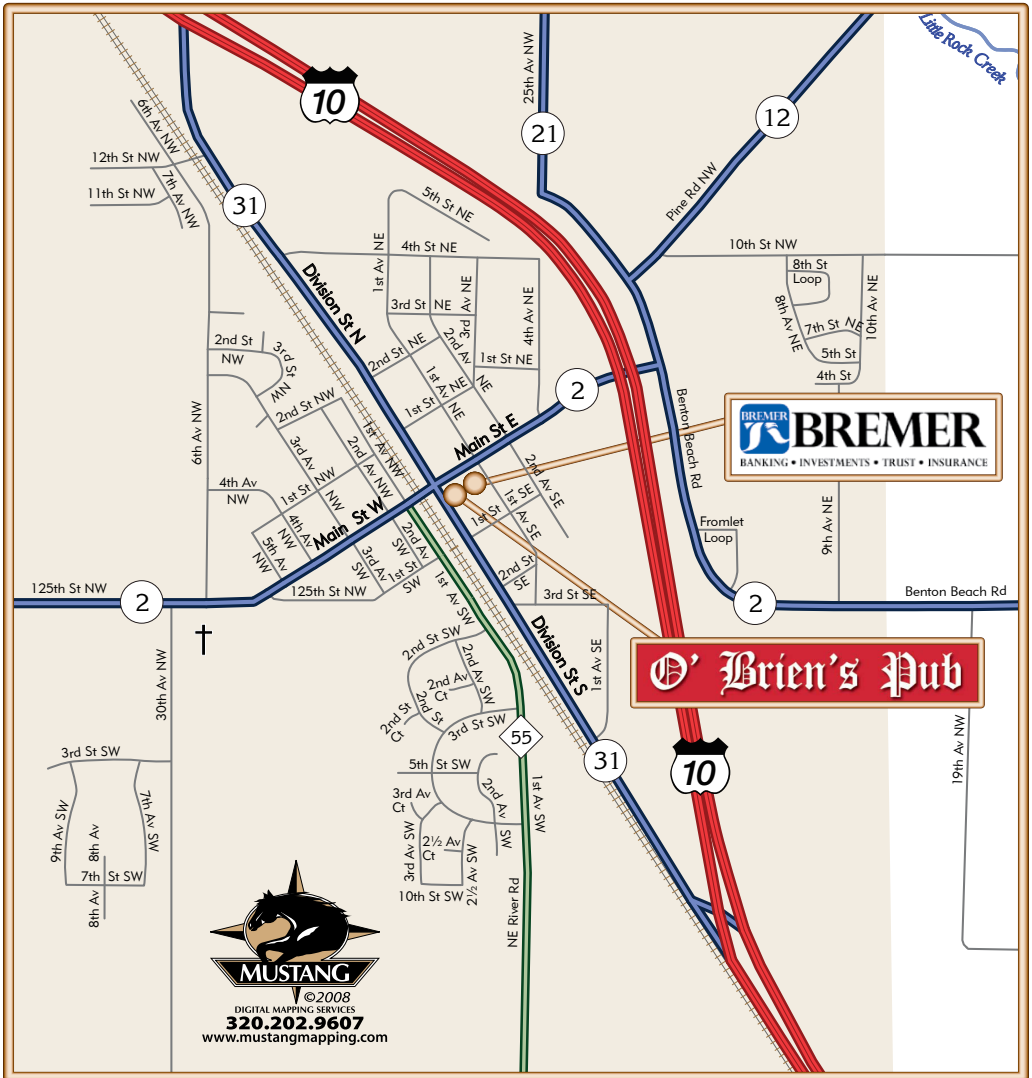 Little Rock Creek
10
25th Av NW
21
12
Pine Rd NW
6th Av NW
12th St NW
11th St NW
7th Av NW
31
5th St NE
4th St NE
1st Av NE
10th St NW
8th St
Loop
8th Av NE
7th St NE
10th Av NE
5th St
4th St
Division St N
3rd St NE
3rd Av NE
4th Av NE
2nd St NE
2nd Av NE
1st St NE
1st Av NE
1st St NE
2nd St
NW
3rd St NW
2nd St NW
6th Av NW
2
Main St E
Benton Beach Rd
BREMER
BREMER
BANKING • INVESTMENTS • TRUST • INSURANCE
1st Av NW
2nd Av NW
3rd Av NW
1st St NW
4th Av
NW
4th Av NW
5th Av NW
Main St W
2nd Av SE
1st Av SE
1st St SE
2nd St SE
3rd St SE
Fromlet
Loop
9th Av NE
125th St NW
2
125th St NW
3rd Av SW
2nd Av SW
1st St SW
1st Av SW
2
Benton Beach Rd
30th Av NW
2nd St SW
2nd Av SW
2nd Av
Ct
2nd St
2nd St Ct
3rd St SW
Division St S
1st Av SE
O' Brien's Pub
55
31
10
19th Av NW
3rd St SW
9th Av SW
8th Av
7th Av SW
7th St SW
8th Av
5th St SW
2nd Av SW
3rd Av
Ct
3rd Av SW
2½ Av
Ct
2½ Av SW
10th St SW
1st Av SW
NE River Rd
MUSTANG
©2008
DIGITAL MAPPING SERVICES
320.202.9607
www.mustangmapping.com